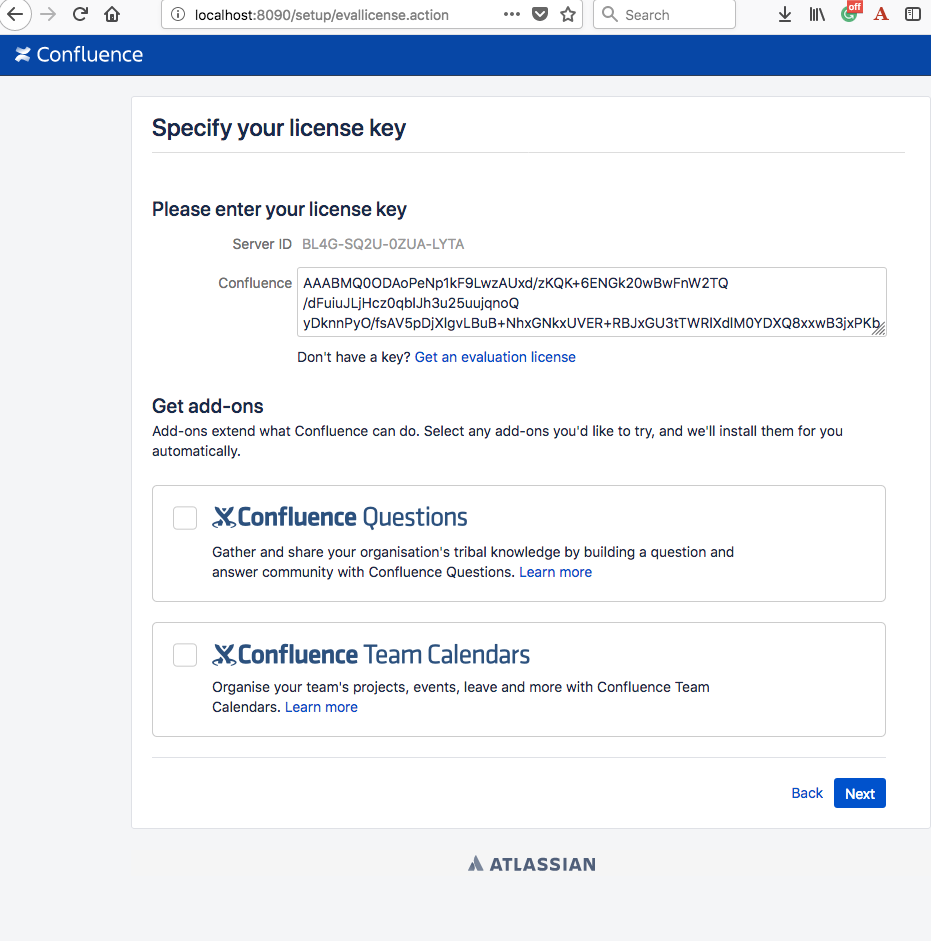 localhost:8090/setup/evallicense.action
Search
off
Confluence
Specify your license key
Please enter your license key
Server ID BL4G-SQ2U-0ZUA-LYTA
Confluence
AAABMQ0ODAoPeNp1kF9LwzAUxd/zKQK+6ENGk20wBwFnW2TQ
/dFuiuJLjHcz0qblJh3u25uujqnoQ
yDknnPyO/fsAV5pDjXIgvLBuB+NhxGNkxUVER+RBJxGU3tTWRlXdlM0YDXQ8xxwB3jxPKb
Don't have a key? Get an evaluation license
Get add-ons
Add-ons extend what Confluence can do. Select any add-ons you'd like to try, and we'll install them for you
automatically.
Confluence Questions
Gather and share your organisation's tribal knowledge by building a question and
answer community with Confluence Questions. Learn more
Confluence Team Calendars
Organise your team's projects, events, leave and more with Confluence Team
Calendars. Learn more
Back Next
ATLASSIAN